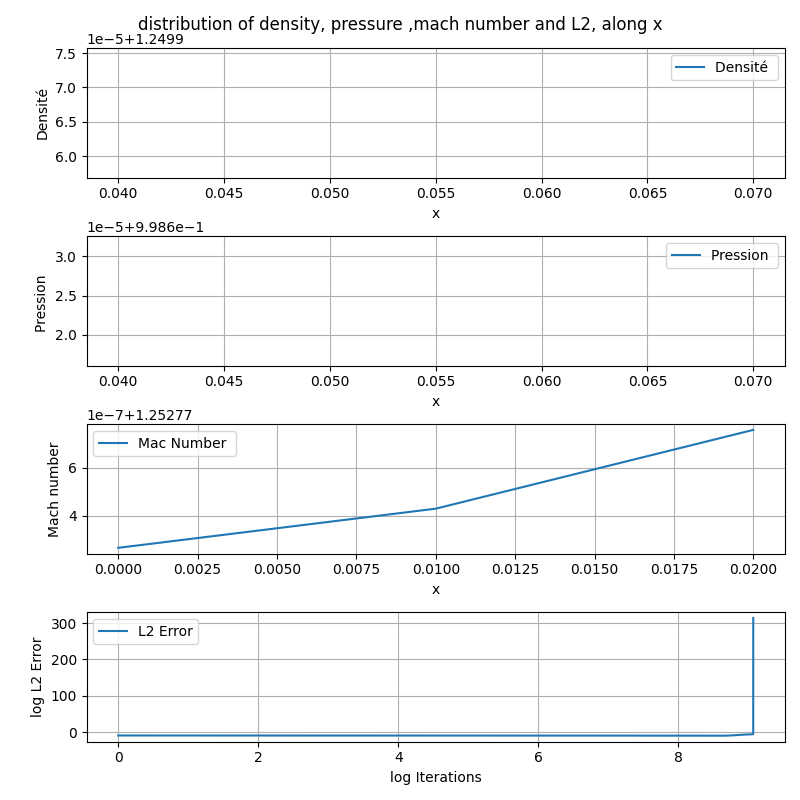 distribution of density, pressure ,mach number and L2, along x
1e−5+1.2499
7.5
7.0
6.5
6.0
Densité
Densité
0.040 0.045 0.050 0.055 0.060 0.065 0.070
x
1e−5+9.986e−1
3.0
2.5
2.0
Pression
Pression
0.040 0.045 0.050 0.055 0.060 0.065 0.070
x
1e−7+1.25277
6
4
Mach number
Mac Number
0.0000 0.0025 0.0050 0.0075 0.0100 0.0125 0.0150 0.0175 0.0200
x
300
200
100
0
log L2 Error
L2 Error
0 2 4 6 8
log Iterations